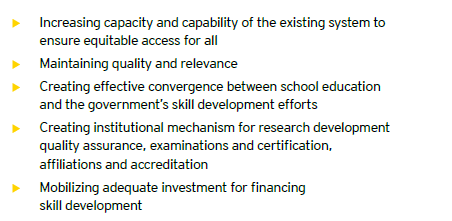 Increasing capacity and capability of the existing system to
ensure equitable access for all
Maintaining quality and relevance
Creating effective convergence between school education
and the government's skill development efforts
Creating institutional mechanism for research development
quality assurance, examinations and certification,
affiliations and accreditation
Mobilizing adequate investment for financing
skill development